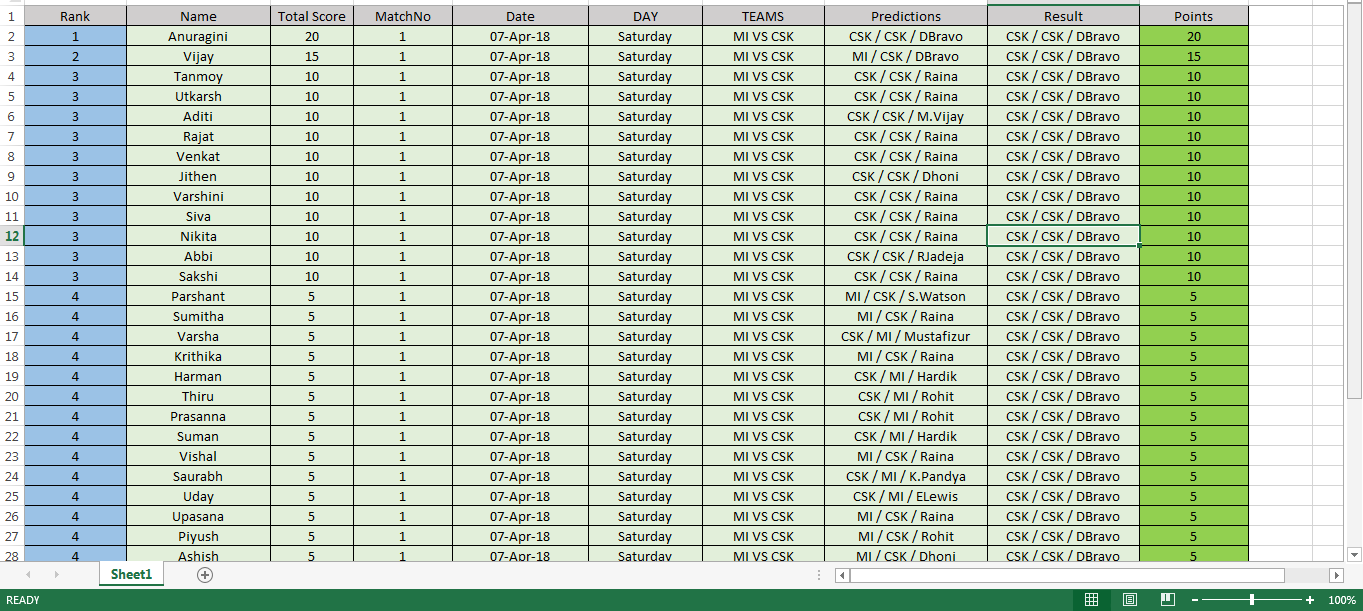 1 Rank Name Total Score MatchNo Date DAY TEAMS Predictions Result Points
2 1 Anuragini 20 1 07-Apr-18 Saturday MI VS CSK CSK / CSK / DBravo CSK / CSK / DBravo 20
3 2 Vijay 15 1 07-Apr-18 Saturday MI VS CSK MI / CSK / DBravo CSK / CSK / DBravo 15
4 3 Tanmoy 10 1 07-Apr-18 Saturday MI VS CSK CSK / CSK / Raina CSK / CSK / DBravo 10
5 3 Utkarsh 10 1 07-Apr-18 Saturday MI VS CSK CSK / CSK / Raina CSK / CSK / DBravo 10
6 3 Aditi 10 1 07-Apr-18 Saturday MI VS CSK CSK / CSK / M.Vijay CSK / CSK / DBravo 10
7 3 Rajat 10 1 07-Apr-18 Saturday MI VS CSK CSK / CSK / Raina CSK / CSK / DBravo 10
8 3 Venkat 10 1 07-Apr-18 Saturday MI VS CSK CSK / CSK / Raina CSK / CSK / DBravo 10
9 3 Jithen 10 1 07-Apr-18 Saturday MI VS CSK CSK / CSK / Dhoni CSK / CSK / DBravo 10
10 3 Varshini 10 1 07-Apr-18 Saturday MI VS CSK CSK / CSK / Raina CSK / CSK / DBravo 10
11 3 Siva 10 1 07-Apr-18 Saturday MI VS CSK CSK / CSK / Raina CSK / CSK / DBravo 10
12 3 Nikita 10 1 07-Apr-18 Saturday MI VS CSK CSK / CSK / Raina CSK / CSK / DBravo 10
13 3 Abbi 10 1 07-Apr-18 Saturday MI VS CSK CSK / CSK / RJadeja CSK / CSK / DBravo 10
14 3 Sakshi 10 1 07-Apr-18 Saturday MI VS CSK CSK / CSK / Raina CSK / CSK / DBravo 10
15 4 Parshant 5 1 07-Apr-18 Saturday MI VS CSK MI / CSK / S.Watson CSK / CSK / DBravo 5
16 4 Sumitha 5 1 07-Apr-18 Saturday MI VS CSK MI / CSK / Raina CSK / CSK / DBravo 5
17 4 Varsha 5 1 07-Apr-18 Saturday MI VS CSK CSK / MI / Mustafizur CSK / CSK / DBravo 5
18 4 Krithika 5 1 07-Apr-18 Saturday MI VS CSK MI / CSK / Raina CSK / CSK / DBravo 5
19 4 Harman 5 1 07-Apr-18 Saturday MI VS CSK CSK / MI / Hardik CSK / CSK / DBravo 5
20 4 Thiru 5 1 07-Apr-18 Saturday MI VS CSK CSK / MI / Rohit CSK / CSK / DBravo 5
21 4 Prasanna 5 1 07-Apr-18 Saturday MI VS CSK CSK / MI / Rohit CSK / CSK / DBravo 5
22 4 Suman 5 1 07-Apr-18 Saturday MI VS CSK CSK / MI / Hardik CSK / CSK / DBravo 5
23 4 Vishal 5 1 07-Apr-18 Saturday MI VS CSK MI / CSK / Raina CSK / CSK / DBravo 5
24 4 Saurabh 5 1 07-Apr-18 Saturday MI VS CSK CSK / MI / K.Pandya CSK / CSK / DBravo 5
25 4 Uday 5 1 07-Apr-18 Saturday MI VS CSK CSK / MI / ELewis CSK / CSK / DBravo 5
26 4 Upasana 5 1 07-Apr-18 Saturday MI VS CSK MI / CSK / Raina CSK / CSK / DBravo 5
27 4 Piyush 5 1 07-Apr-18 Saturday MI VS CSK MI / CSK / Rohit CSK / CSK / DBravo 5
28 4 Ashish 5 1 07-Apr-18 Saturday MI VS CSK MI / CSK / Dhoni CSK / CSK / DBravo 5
Sheet1
READY 100%